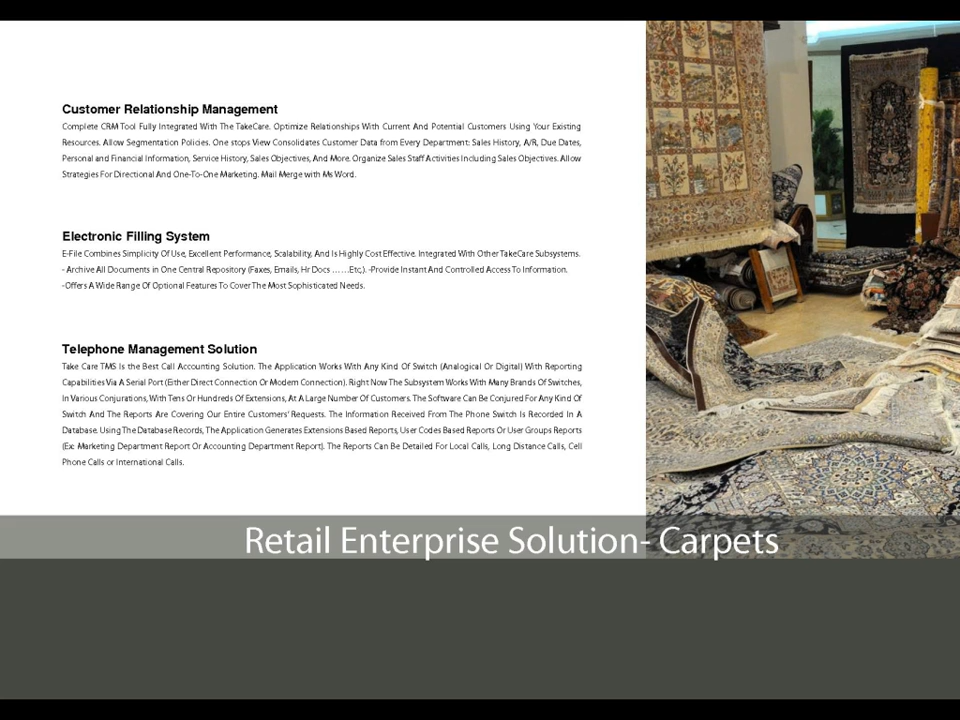 Customer Relationship Management
Complete CRM Tool Fully Integrated With The TakeCare. Optimize Relationships With Current And Potential Customers Using Your Existing
Resources. Allow Segmentation Policies. One stops View Consolidates Customer Data from Every Department: Sales History, A/R, Due Dates,
Personal and Financial Information, Service History, Sales Objectives, And More. Organize Sales Staff Activities Including Sales Objectives. Allow
Strategies For Directional And One-To-One Marketing. Mail Merge with Ms Word.
Electronic Filling System
E-File Combines Simplicity Of Use, Excellent Performance, Scalability, And Is Highly Cost Effective. Integrated With Other TakeCare Subsystems.
- Archive All Documents in One Central Repository (Faxes, Emails, Hr Docs ……Etc,). -Provide Instant And Controlled Access To Information.
-Offers A Wide Range Of Optional Features To Cover The Most Sophisticated Needs.
Telephone Management Solution
Take Care TMS Is the Best Call Accounting Solution. The Application Works With Any Kind Of Switch (Analogical Or Digital) With Reporting
Capabilities Via A Serial Port (Either Direct Connection Or Modem Connection). Right Now The Subsystem Works With Many Brands Of Switches,
In Various Conjurations, With Tens Or Hundreds Of Extensions, At A Large Number Of Customers. The Software Can Be Conjured For Any Kind Of
Switch And The Reports Are Covering Our Entire Customers' Requests. The Information Received From The Phone Switch Is Recorded In A
Database. Using The Database Records, The Application Generates Extensions Based Reports, User Codes Based Reports Or User Groups Reports
(Ex: Marketing Department Report Or Accounting Department Report). The Reports Can Be Detailed For Local Calls, Long Distance Calls, Cell
Phone Calls or International Calls.
Retail Enterprise Solution- Carpets